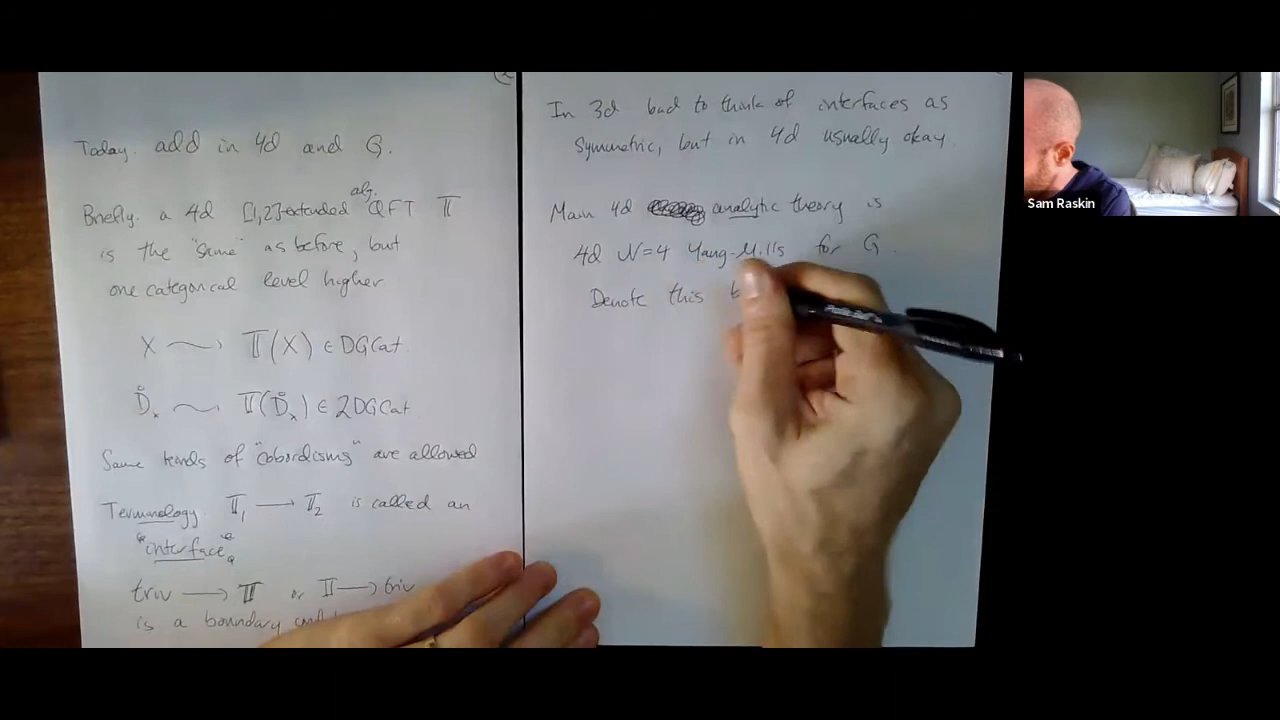 Today. add in 4d and G.
alg.
Briefly. a 4d [1,2]-extended QFT 𝕋
is the "same" as before, but
one categorical level higher
X ⟿ 𝕋(X) ∈ DGCat.
D̊ₓ ⟿ 𝕋(D̊ₓ) ∈ 2DGCat.
Same kinds of "cobordisms" are allowed
Terminology. 𝕋₁ → 𝕋₂ is called an
"interface"
triv → 𝕋 or 𝕋 → triv
is a boundary
In 3d bad to think of interfaces as
symmetric, but in 4d usually okay.
Main 4d analytic theory is
4d N=4 Yang-Mills for G.
Denote this
Sam Raskin